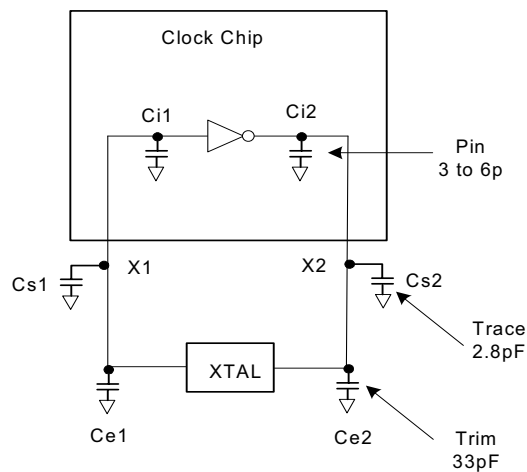 Clock Chip
Ci1
Ci2
Pin
3 to 6p
X1
X2
Cs1
Cs2
Trace
2.8pF
XTAL
Ce1
Ce2
Trim
33pF